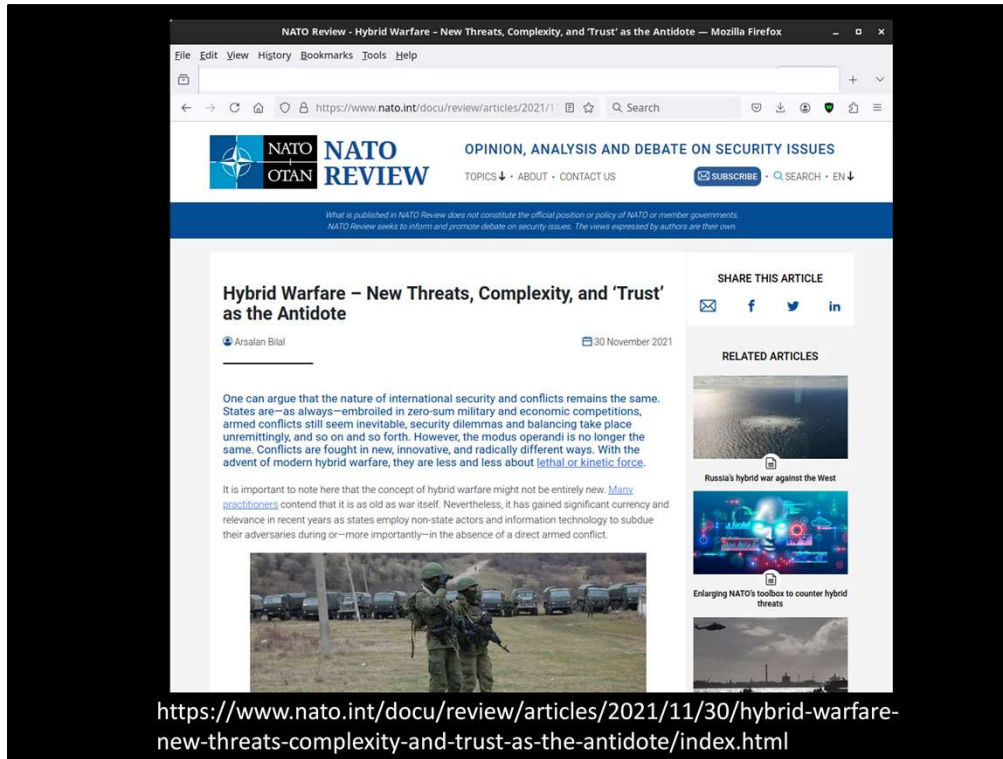 NATO Review - Hybrid Warfare – New Threats, Complexity, and ‘Trust’ as the Antidote — Mozilla Firefox
File Edit View History Bookmarks Tools Help
https://www.nato.int/docu/review/articles/2021/1
Search
NATO
OTAN
NATO
REVIEW
OPINION, ANALYSIS AND DEBATE ON SECURITY ISSUES
TOPICS • ABOUT • CONTACT US
SUBSCRIBE • SEARCH • EN
What is published in NATO Review does not constitute the official position or policy of NATO or member governments.
NATO Review seeks to inform and promote debate on security issues. The views expressed by authors are their own.
Hybrid Warfare – New Threats, Complexity, and ‘Trust’
as the Antidote
Arsalan Bilal
30 November 2021
One can argue that the nature of international security and conflicts remains the same.
States are—as always—embroiled in zero-sum military and economic competitions,
armed conflicts still seem inevitable, security dilemmas and balancing take place
unremittingly, and so on and so forth. However, the modus operandi is no longer the
same. Conflicts are fought in new, innovative, and radically different ways. With the
advent of modern hybrid warfare, they are less and less about lethal or kinetic force.
It is important to note here that the concept of hybrid warfare might not be entirely new. Many
practitioners contend that it is as old as war itself. Nevertheless, it has gained significant currency and
relevance in recent years as states employ non-state actors and information technology to subdue
their adversaries during or—more importantly—in the absence of a direct armed conflict.
SHARE THIS ARTICLE
RELATED ARTICLES
Russia's hybrid war against the West
Enlarging NATO's toolbox to counter hybrid
threats
https://www.nato.int/docu/review/articles/2021/11/30/hybrid-warfare-
new-threats-complexity-and-trust-as-the-antidote/index.html